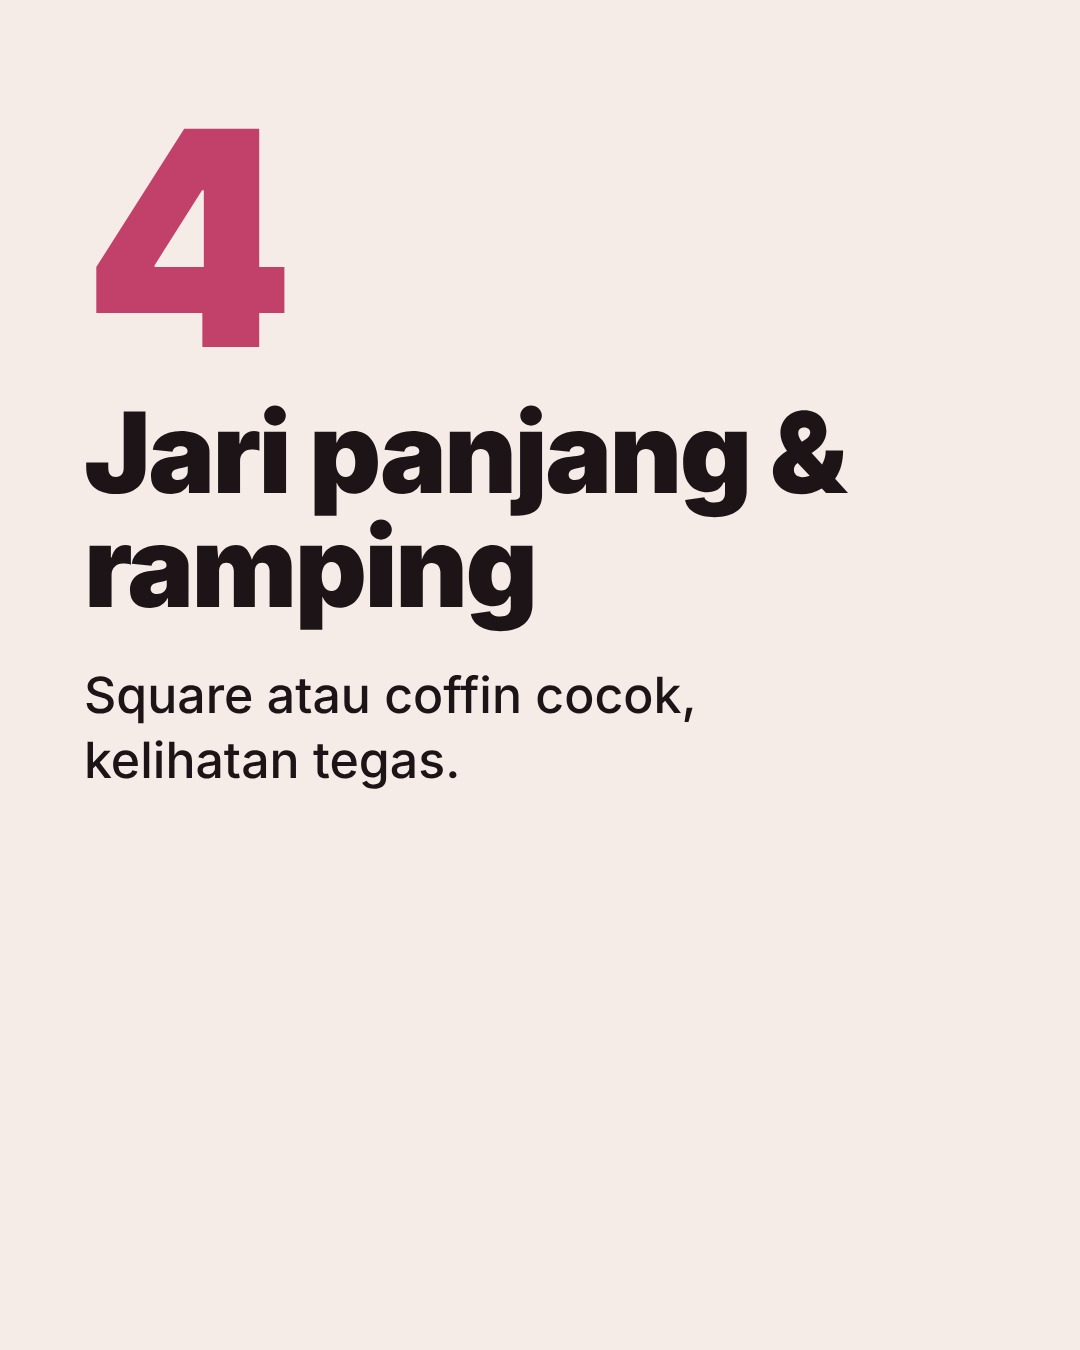 4
Jari panjang &
ramping
Square atau coffin cocok,
kelihatan tegas.